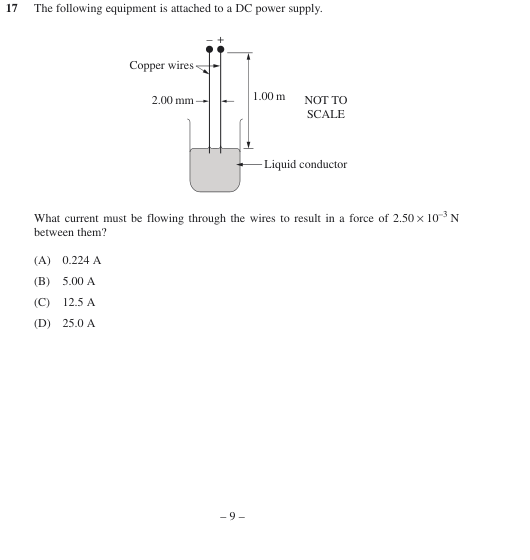 17 The following equipment is attached to a DC power supply.
– +
Copper wires
2.00 mm
1.00 m
NOT TO
SCALE
Liquid conductor
What current must be flowing through the wires to result in a force of 2.50 × 10⁻³ N
between them?
(A) 0.224 A
(B) 5.00 A
(C) 12.5 A
(D) 25.0 A
– 9 –